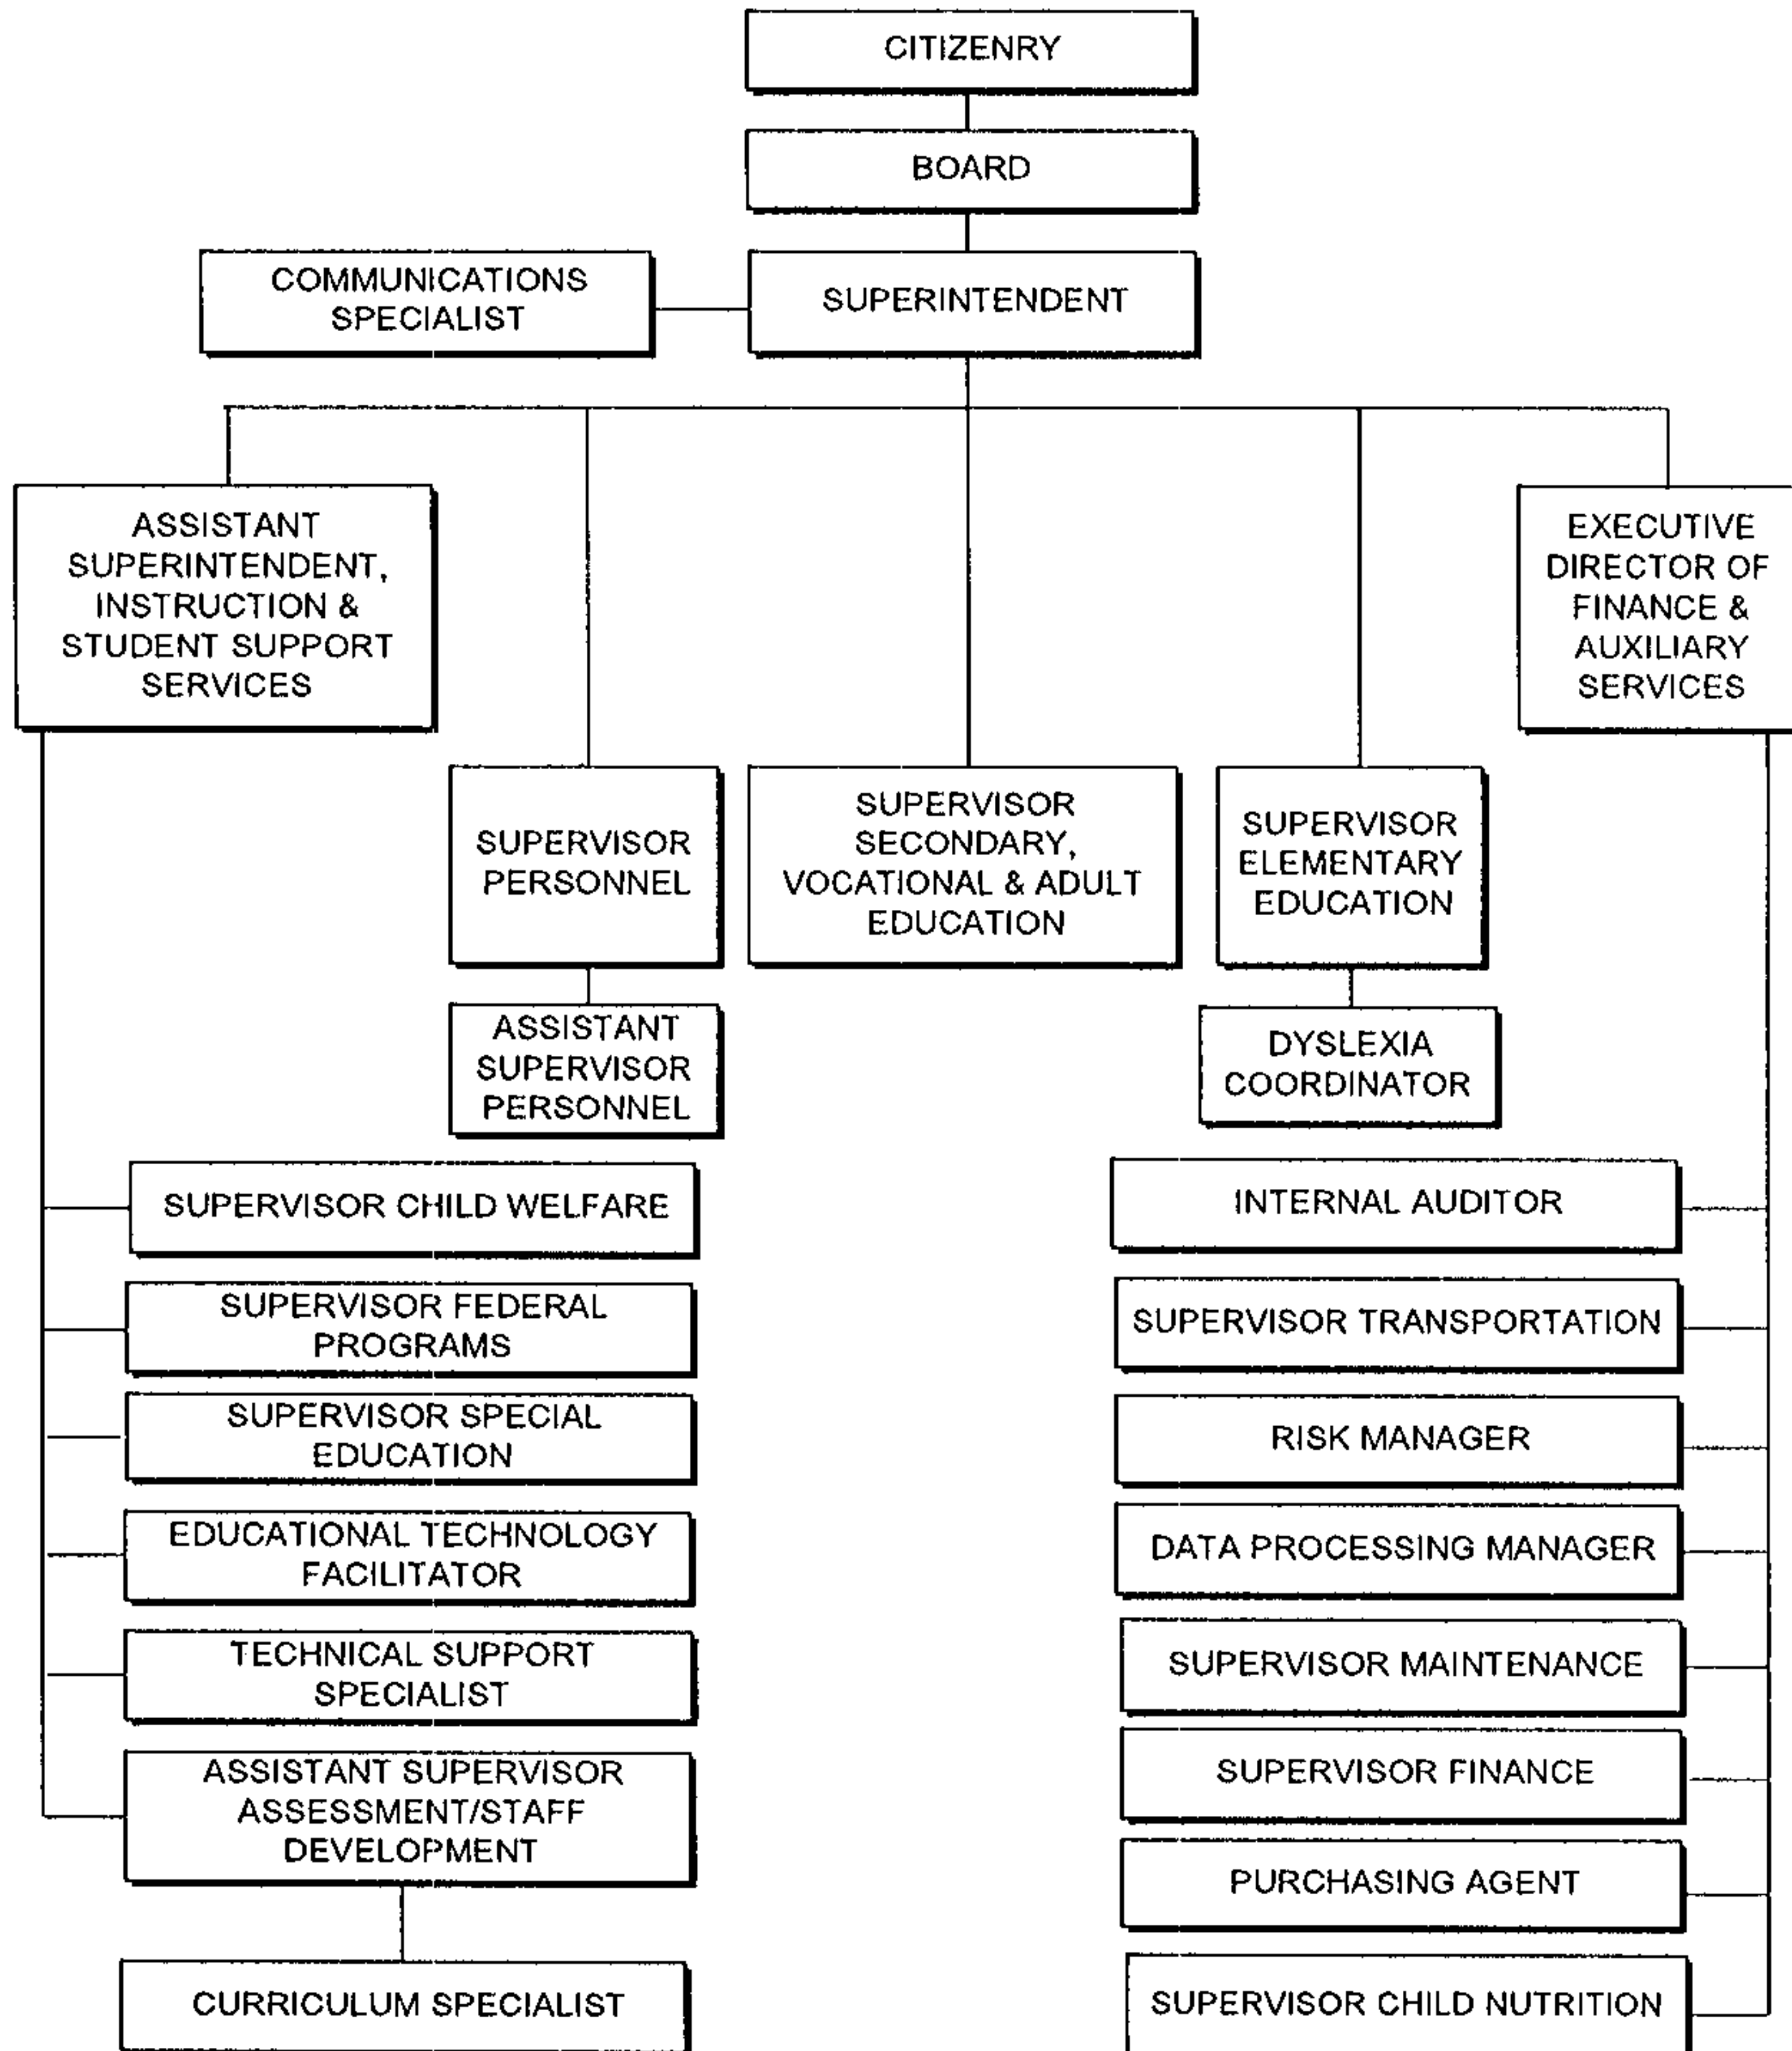 CITIZENRY
BOARD
COMMUNICATIONS
SPECIALIST
SUPERINTENDENT
ASSISTANT
SUPERINTENDENT,
INSTRUCTION &
STUDENT SUPPORT
SERVICES
EXECUTIVE
DIRECTOR OF
FINANCE &
AUXILIARY
SERVICES
SUPERVISOR
PERSONNEL
SUPERVISOR
SECONDARY,
VOCATIONAL & ADULT
EDUCATION
SUPERVISOR
ELEMENTARY
EDUCATION
ASSISTANT
SUPERVISOR
PERSONNEL
DYSLEXIA
COORDINATOR
SUPERVISOR CHILD WELFARE
SUPERVISOR FEDERAL
PROGRAMS
SUPERVISOR SPECIAL
EDUCATION
EDUCATIONAL TECHNOLOGY
FACILITATOR
TECHNICAL SUPPORT
SPECIALIST
ASSISTANT SUPERVISOR
ASSESSMENT/STAFF
DEVELOPMENT
CURRICULUM SPECIALIST
INTERNAL AUDITOR
SUPERVISOR TRANSPORTATION
RISK MANAGER
DATA PROCESSING MANAGER
SUPERVISOR MAINTENANCE
SUPERVISOR FINANCE
PURCHASING AGENT
SUPERVISOR CHILD NUTRITION